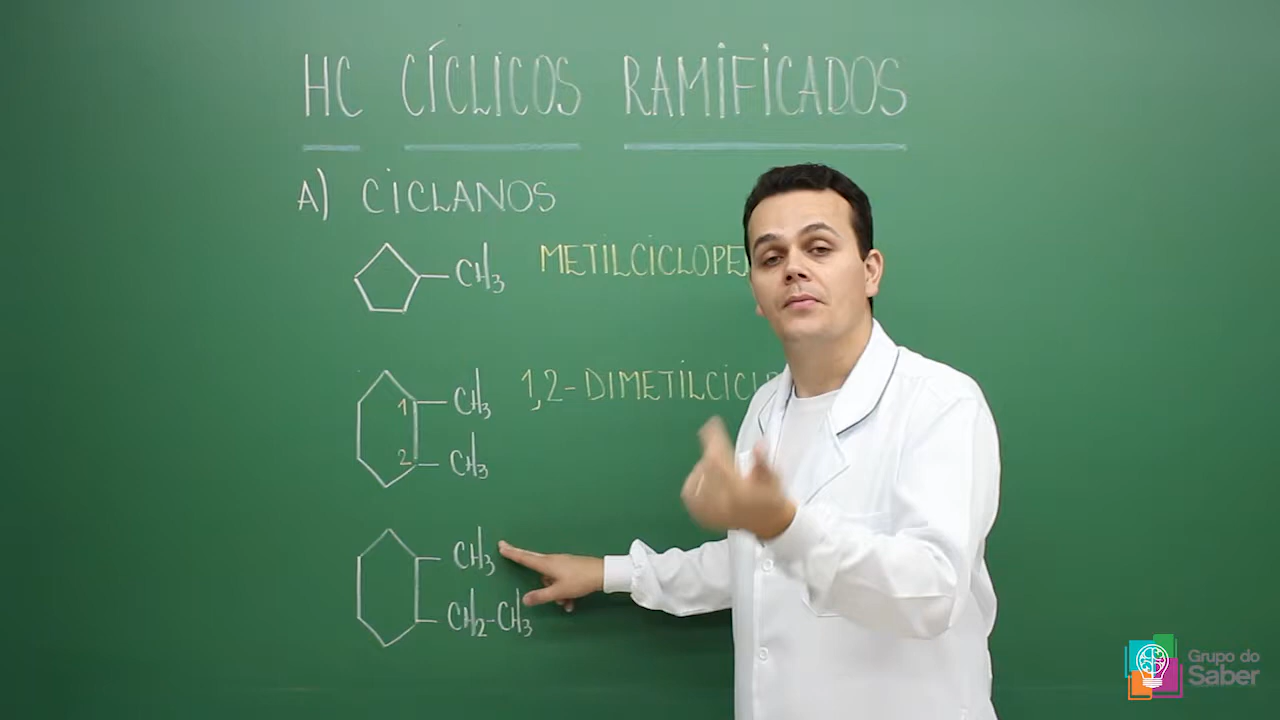 HC CÍCLICOS RAMIFICADOS
A) CICLANOS
CH3 METILCICLOPE
1 CH3 1,2-DIMETILCICL
2 CH3
CH3
CH2-CH3
Grupo do
Saber